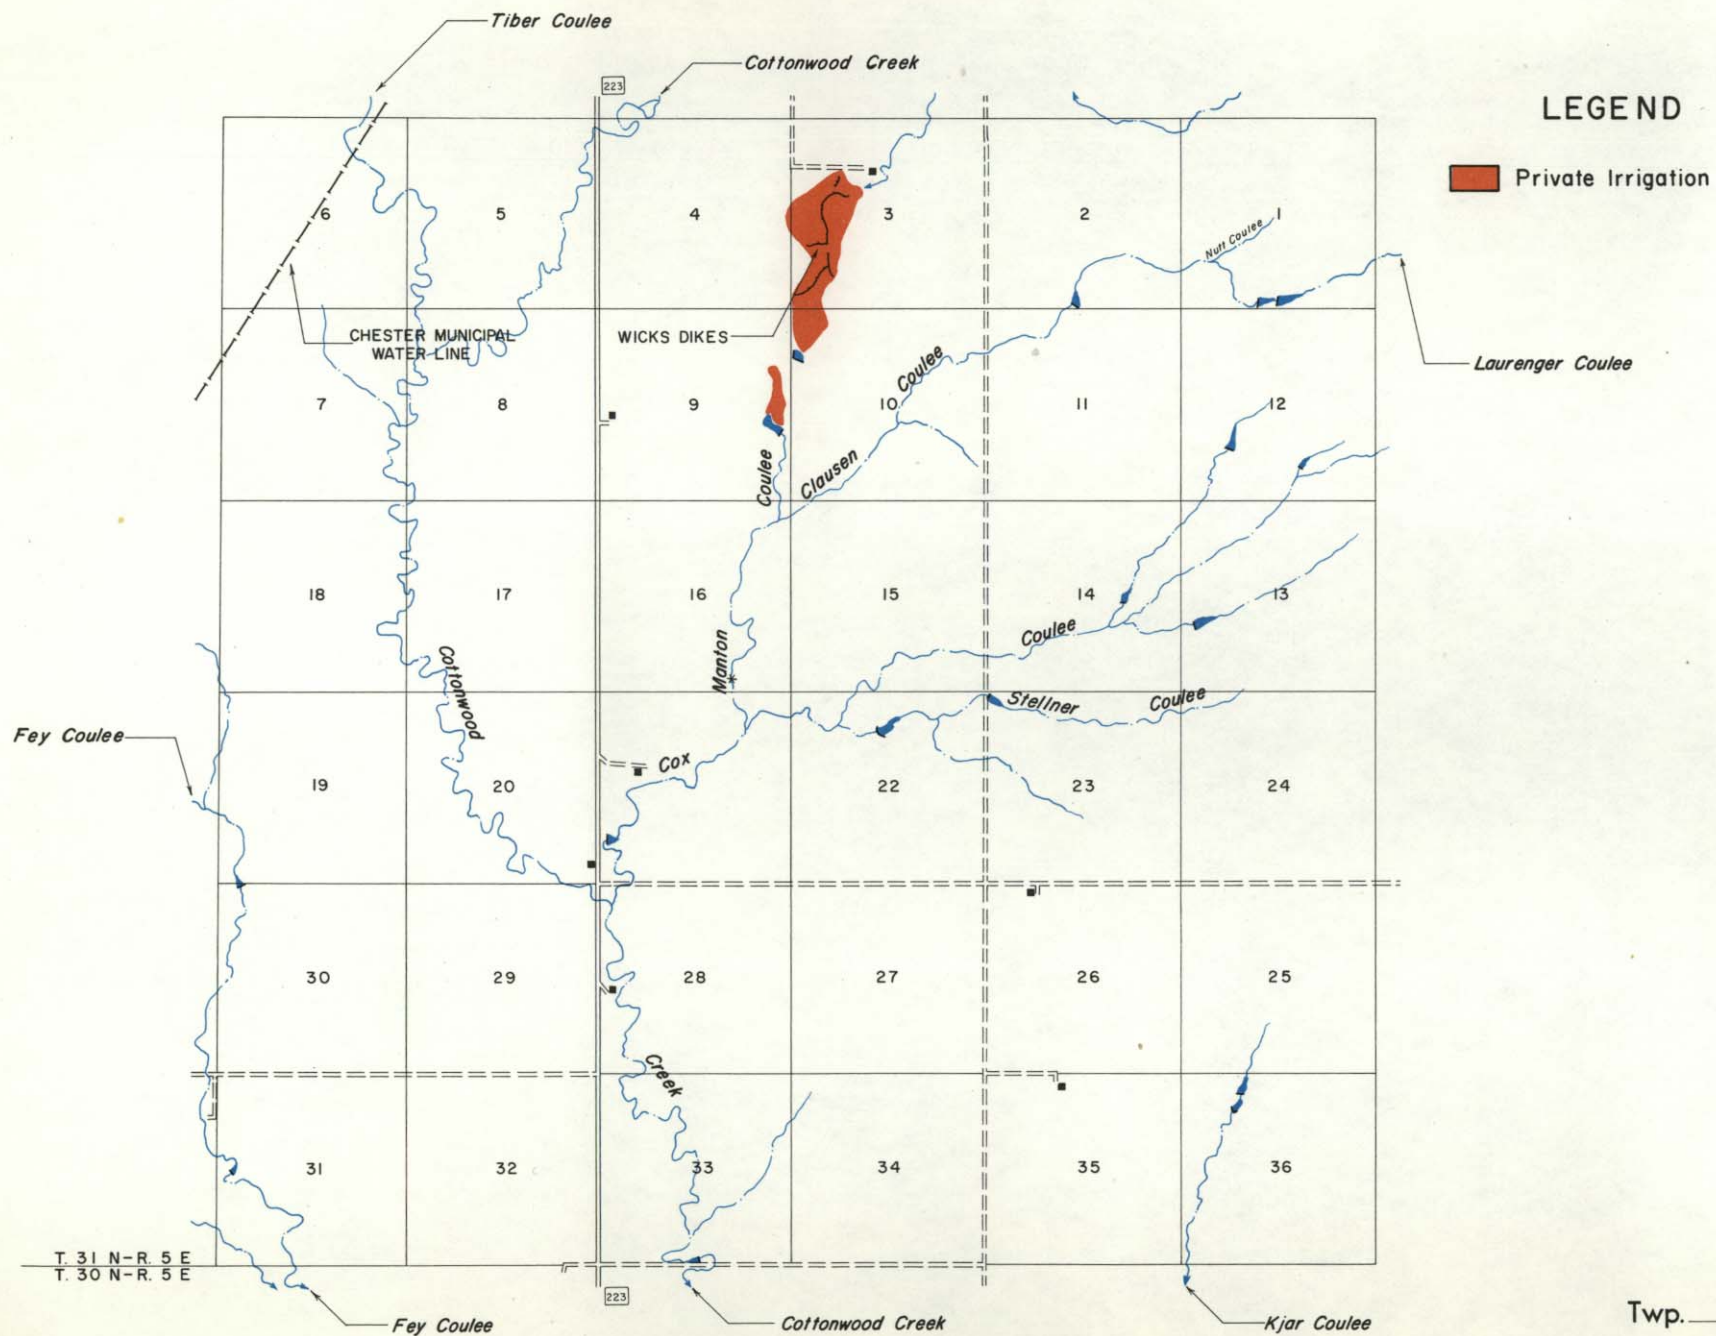 Tiber Coulee
Cottonwood Creek
223
LEGEND
Private Irrigation
6
5
4
3
2
1
Nutt Coulee
CHESTER MUNICIPAL
WATER LINE
WICKS DIKES
Laurenger Coulee
7
8
9
10
11
12
Coulee
Clausen
Coulee
18
17
16
15
14
13
Coulee
Manton
Cottonwood
Stellner Coulee
Fey Coulee
Cox
19
20
22
23
24
30
29
28
27
26
25
Creek
31
32
33
34
35
36
T. 31 N-R. 5 E
T. 30 N-R. 5 E
223
Fey Coulee
Cottonwood Creek
Kjar Coulee
Twp.